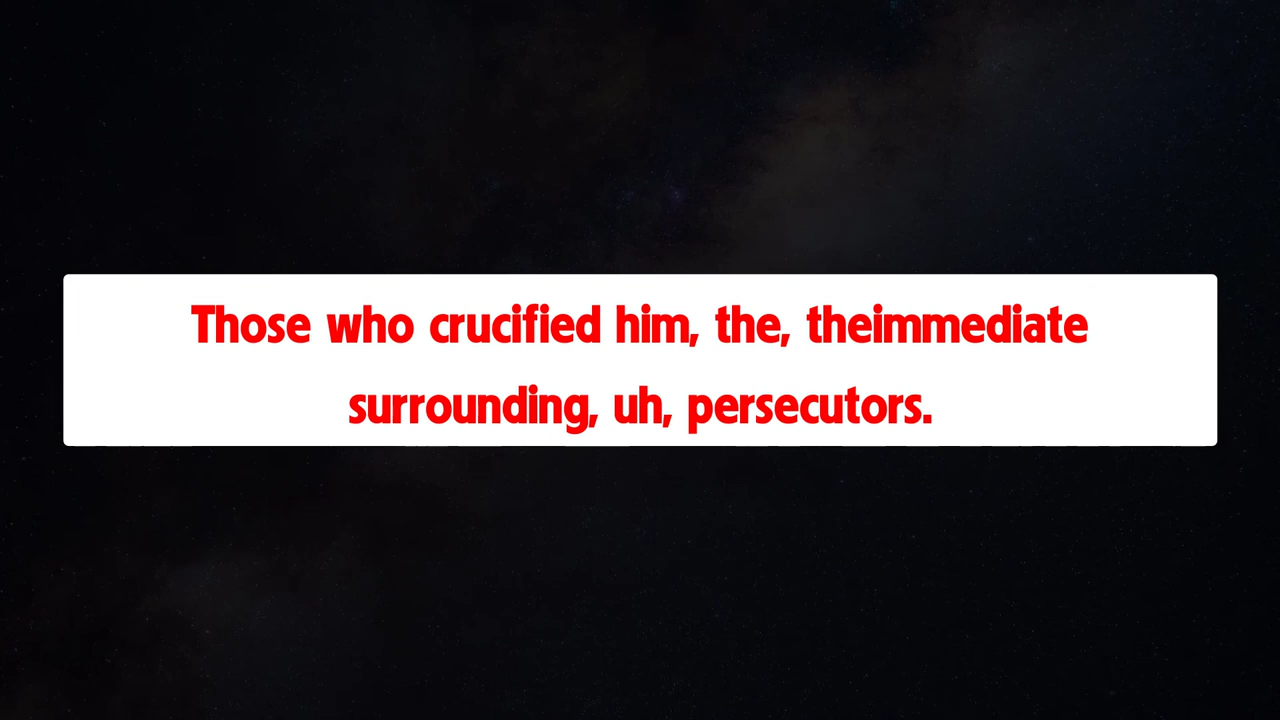 Those who crucified him, the, theimmediate
surrounding, uh, persecutors.